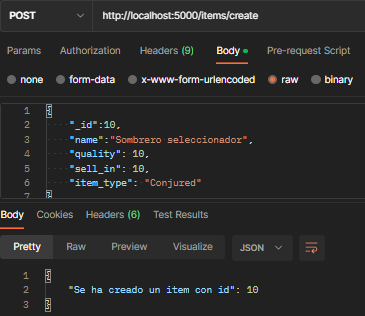 POST http://localhost:5000/items/create
Params Authorization Headers (9) Body Pre-request Script
none form-data x-www-form-urlencoded raw binary
1 {
2 "_id":10,
3 "name":"Sombrero seleccionador",
4 "quality": 10,
5 "sell_in": 10,
6 "item_type": "Conjured"
7 }
Body Cookies Headers (6) Test Results
Pretty Raw Preview Visualize JSON
1 {
2 "Se ha creado un item con id": 10
3 }